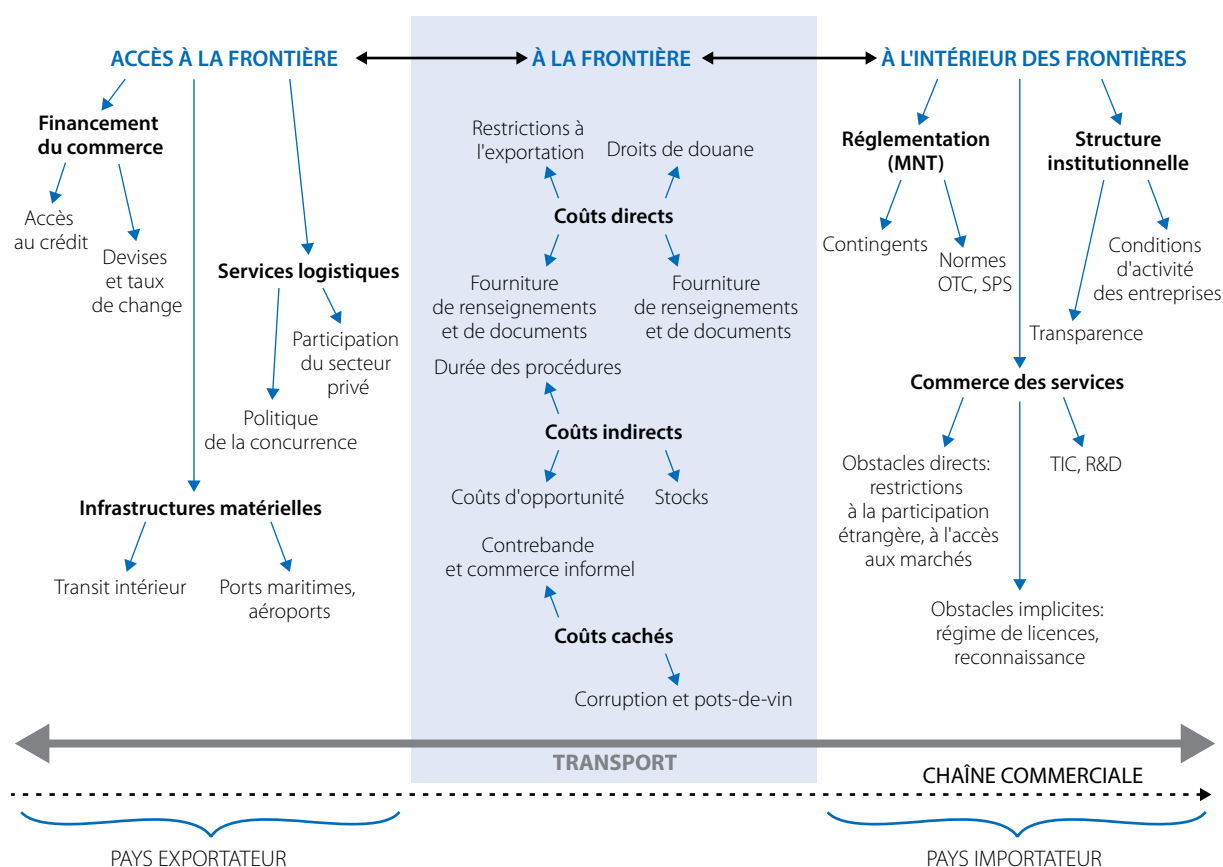 ACCÈS À LA FRONTIÈRE
À LA FRONTIÈRE
À L'INTÉRIEUR DES FRONTIÈRES
Financement
du commerce
Accès
au crédit
Devises
et taux
de change
Services logistiques
Participation
du secteur
privé
Politique
de la concurrence
Infrastructures matérielles
Transit intérieur
Ports maritimes,
aéroports
Restrictions à
l'exportation
Droits de douane
Coûts directs
Fourniture
de renseignements
et de documents
Fourniture
de renseignements
et de documents
Durée des procédures
Coûts indirects
Coûts d'opportunité
Stocks
Contrebande
et commerce informel
Coûts cachés
Corruption et pots-de-vin
Réglementation
(MNT)
Structure
institutionnelle
Contingents
Normes
OTC, SPS
Conditions
d'activité
des entreprises
Transparence
Commerce des services
Obstacles directs:
restrictions
à la participation
étrangère, à l'accès
aux marchés
TIC, R&D
Obstacles implicites:
régime de licences,
reconnaissance
TRANSPORT
CHAÎNE COMMERCIALE
PAYS EXPORTATEUR
PAYS IMPORTATEUR